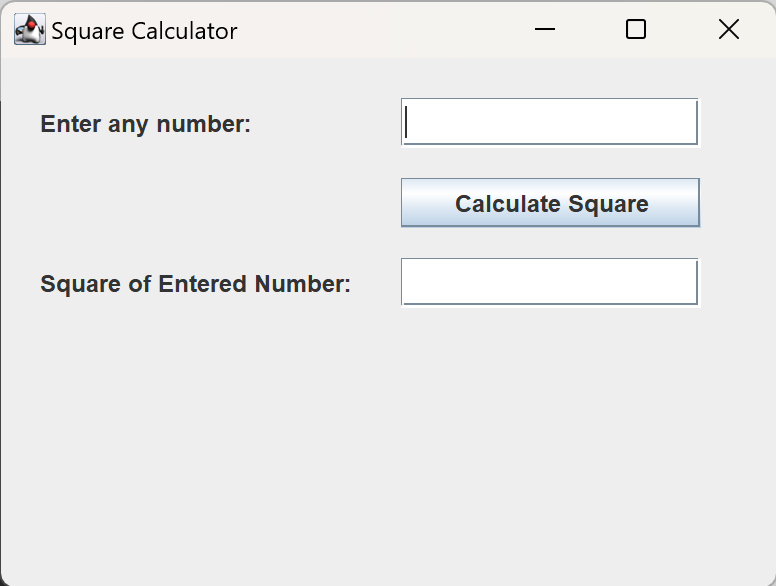 Square Calculator
Enter any number:
Calculate Square
Square of Entered Number: